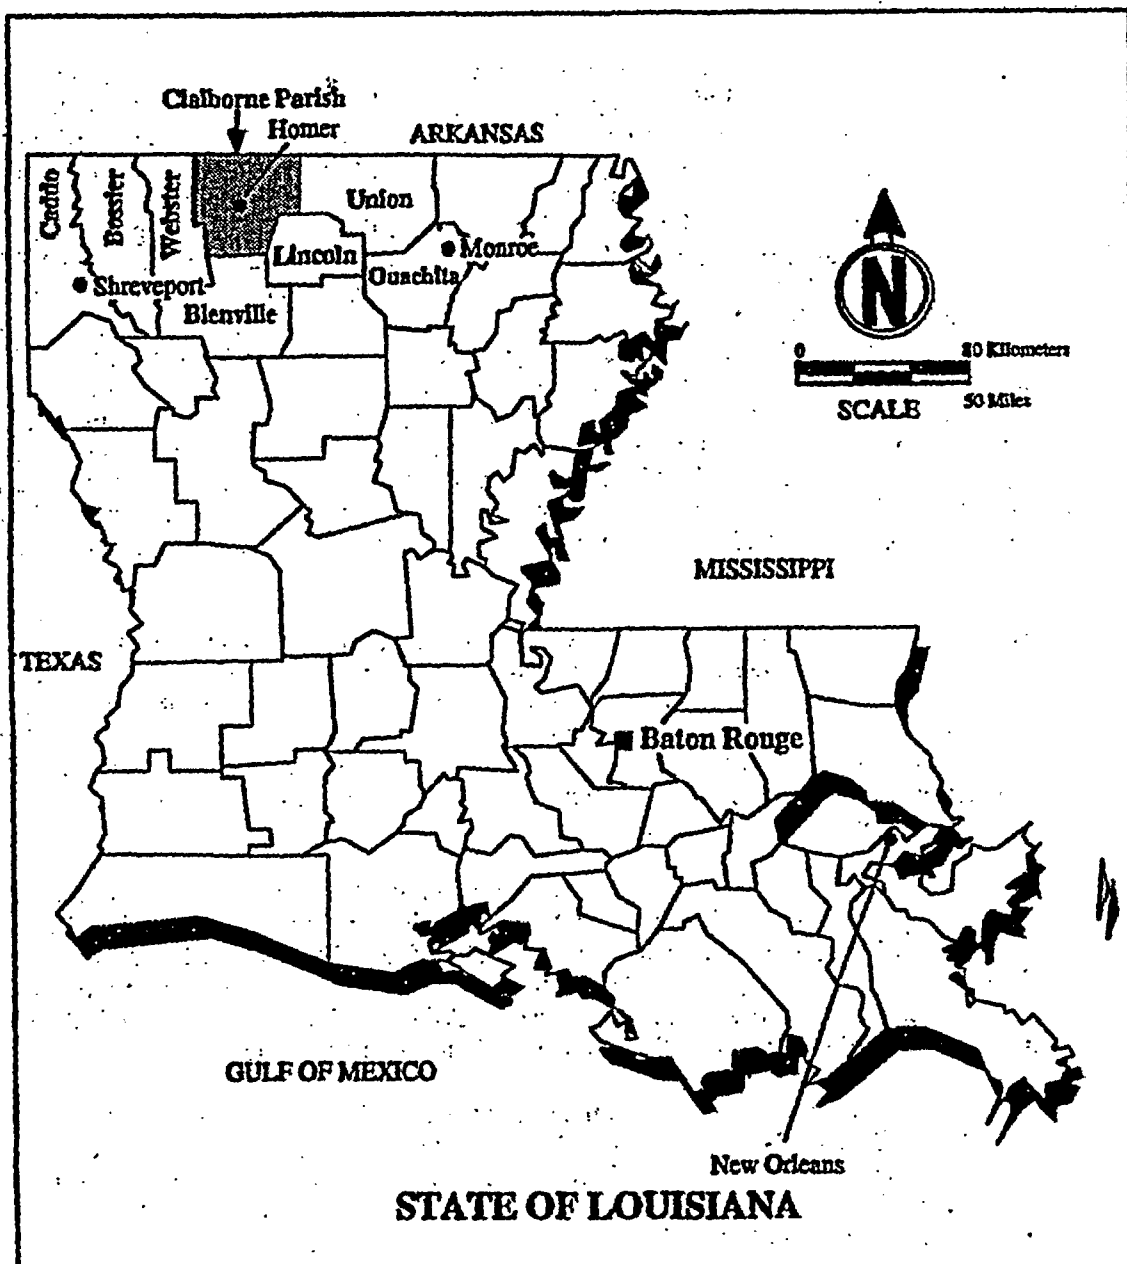 Claiborne Parish
Homer
ARKANSAS
Caddo
Bossier
Webster
Union
Lincoln
Monroe
Ouachita
Shreveport
Bienville
N
0
80 Kilometers
50 Miles
SCALE
MISSISSIPPI
TEXAS
Baton Rouge
GULF OF MEXICO
New Orleans
STATE OF LOUISIANA